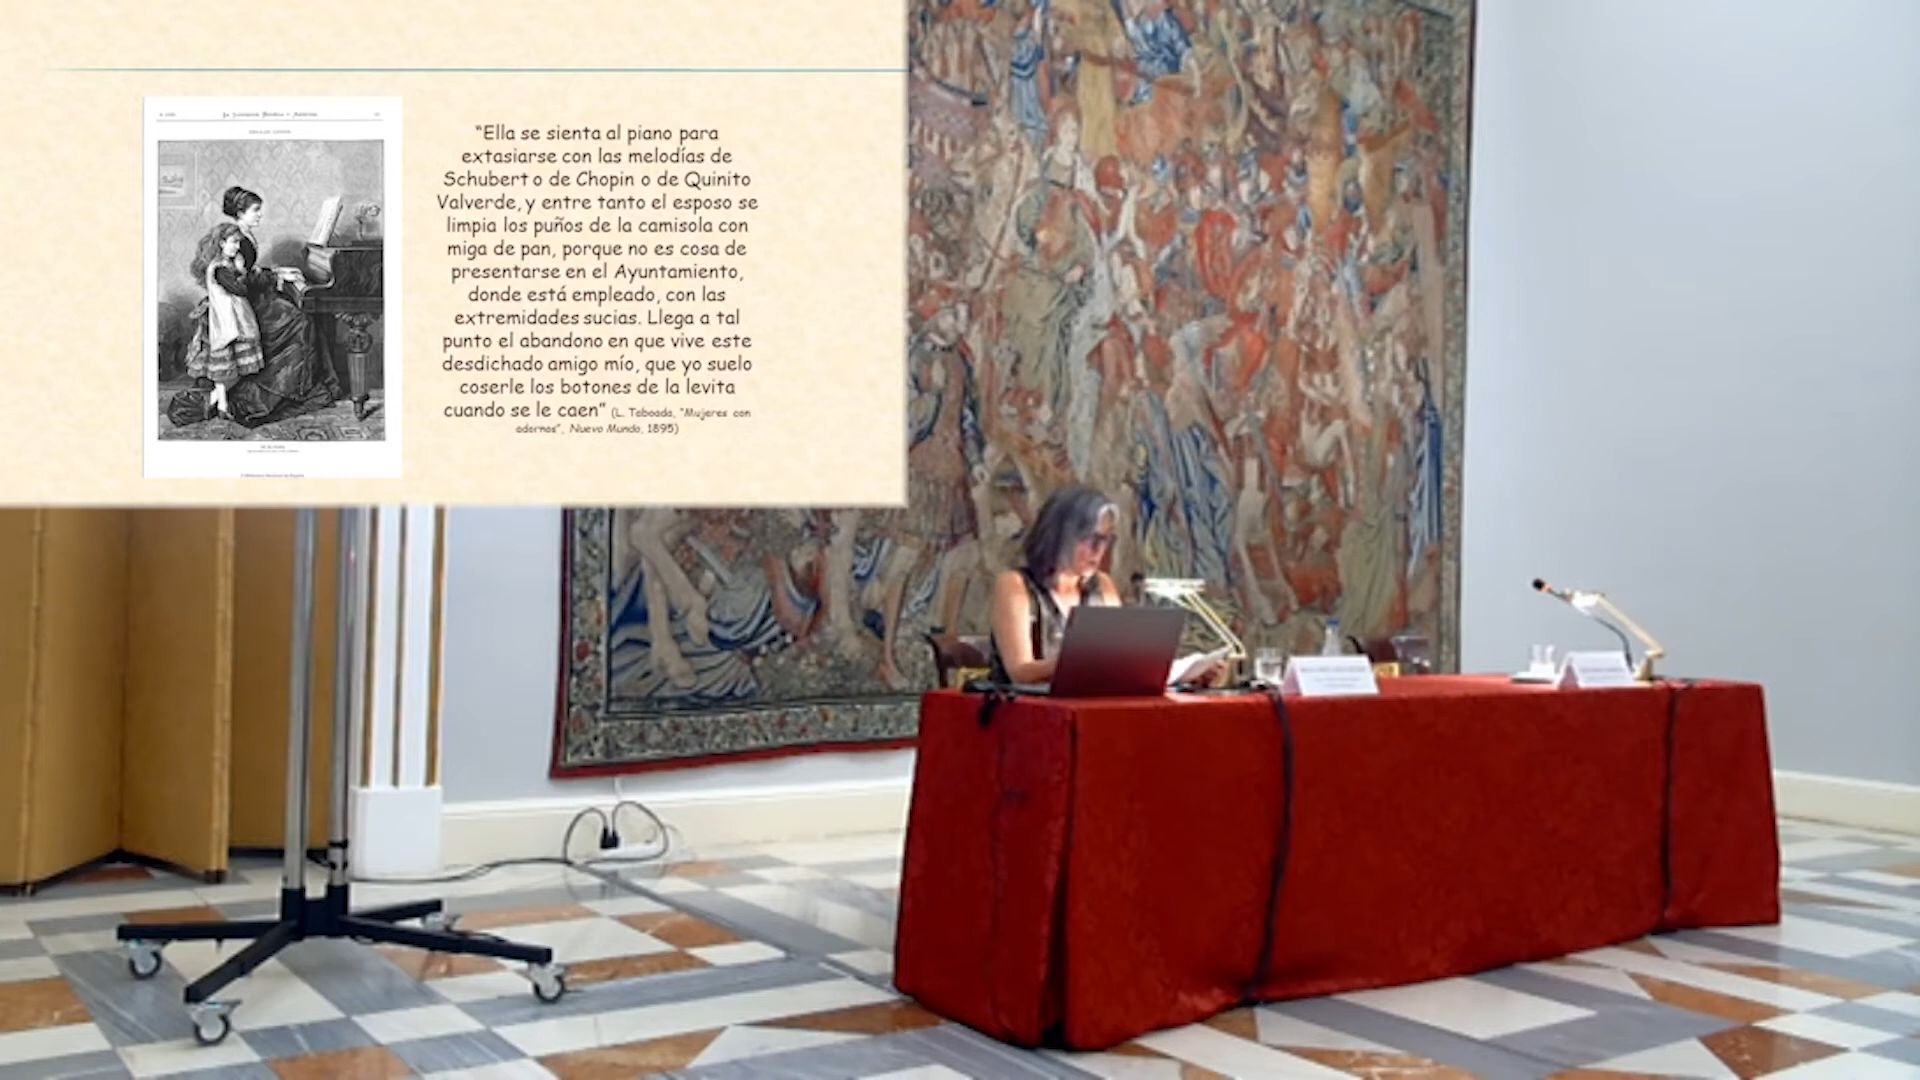 La Ilustración Española y Americana
“Ella se sienta al piano para
extasiarse con las melodías de
Schubert o de Chopin o de Quinito
Valverde, y entre tanto el esposo se
limpia los puños de la camisola con
miga de pan, porque no es cosa de
presentarse en el Ayuntamiento,
donde está empleado, con las
extremidades sucias. Llega a tal
punto el abandono en que vive este
desdichado amigo mío, que yo suelo
coserle los botones de la levita
cuando se le caen” (L. Taboada, “Mujeres con
adornos”, Nuevo Mundo, 1895)